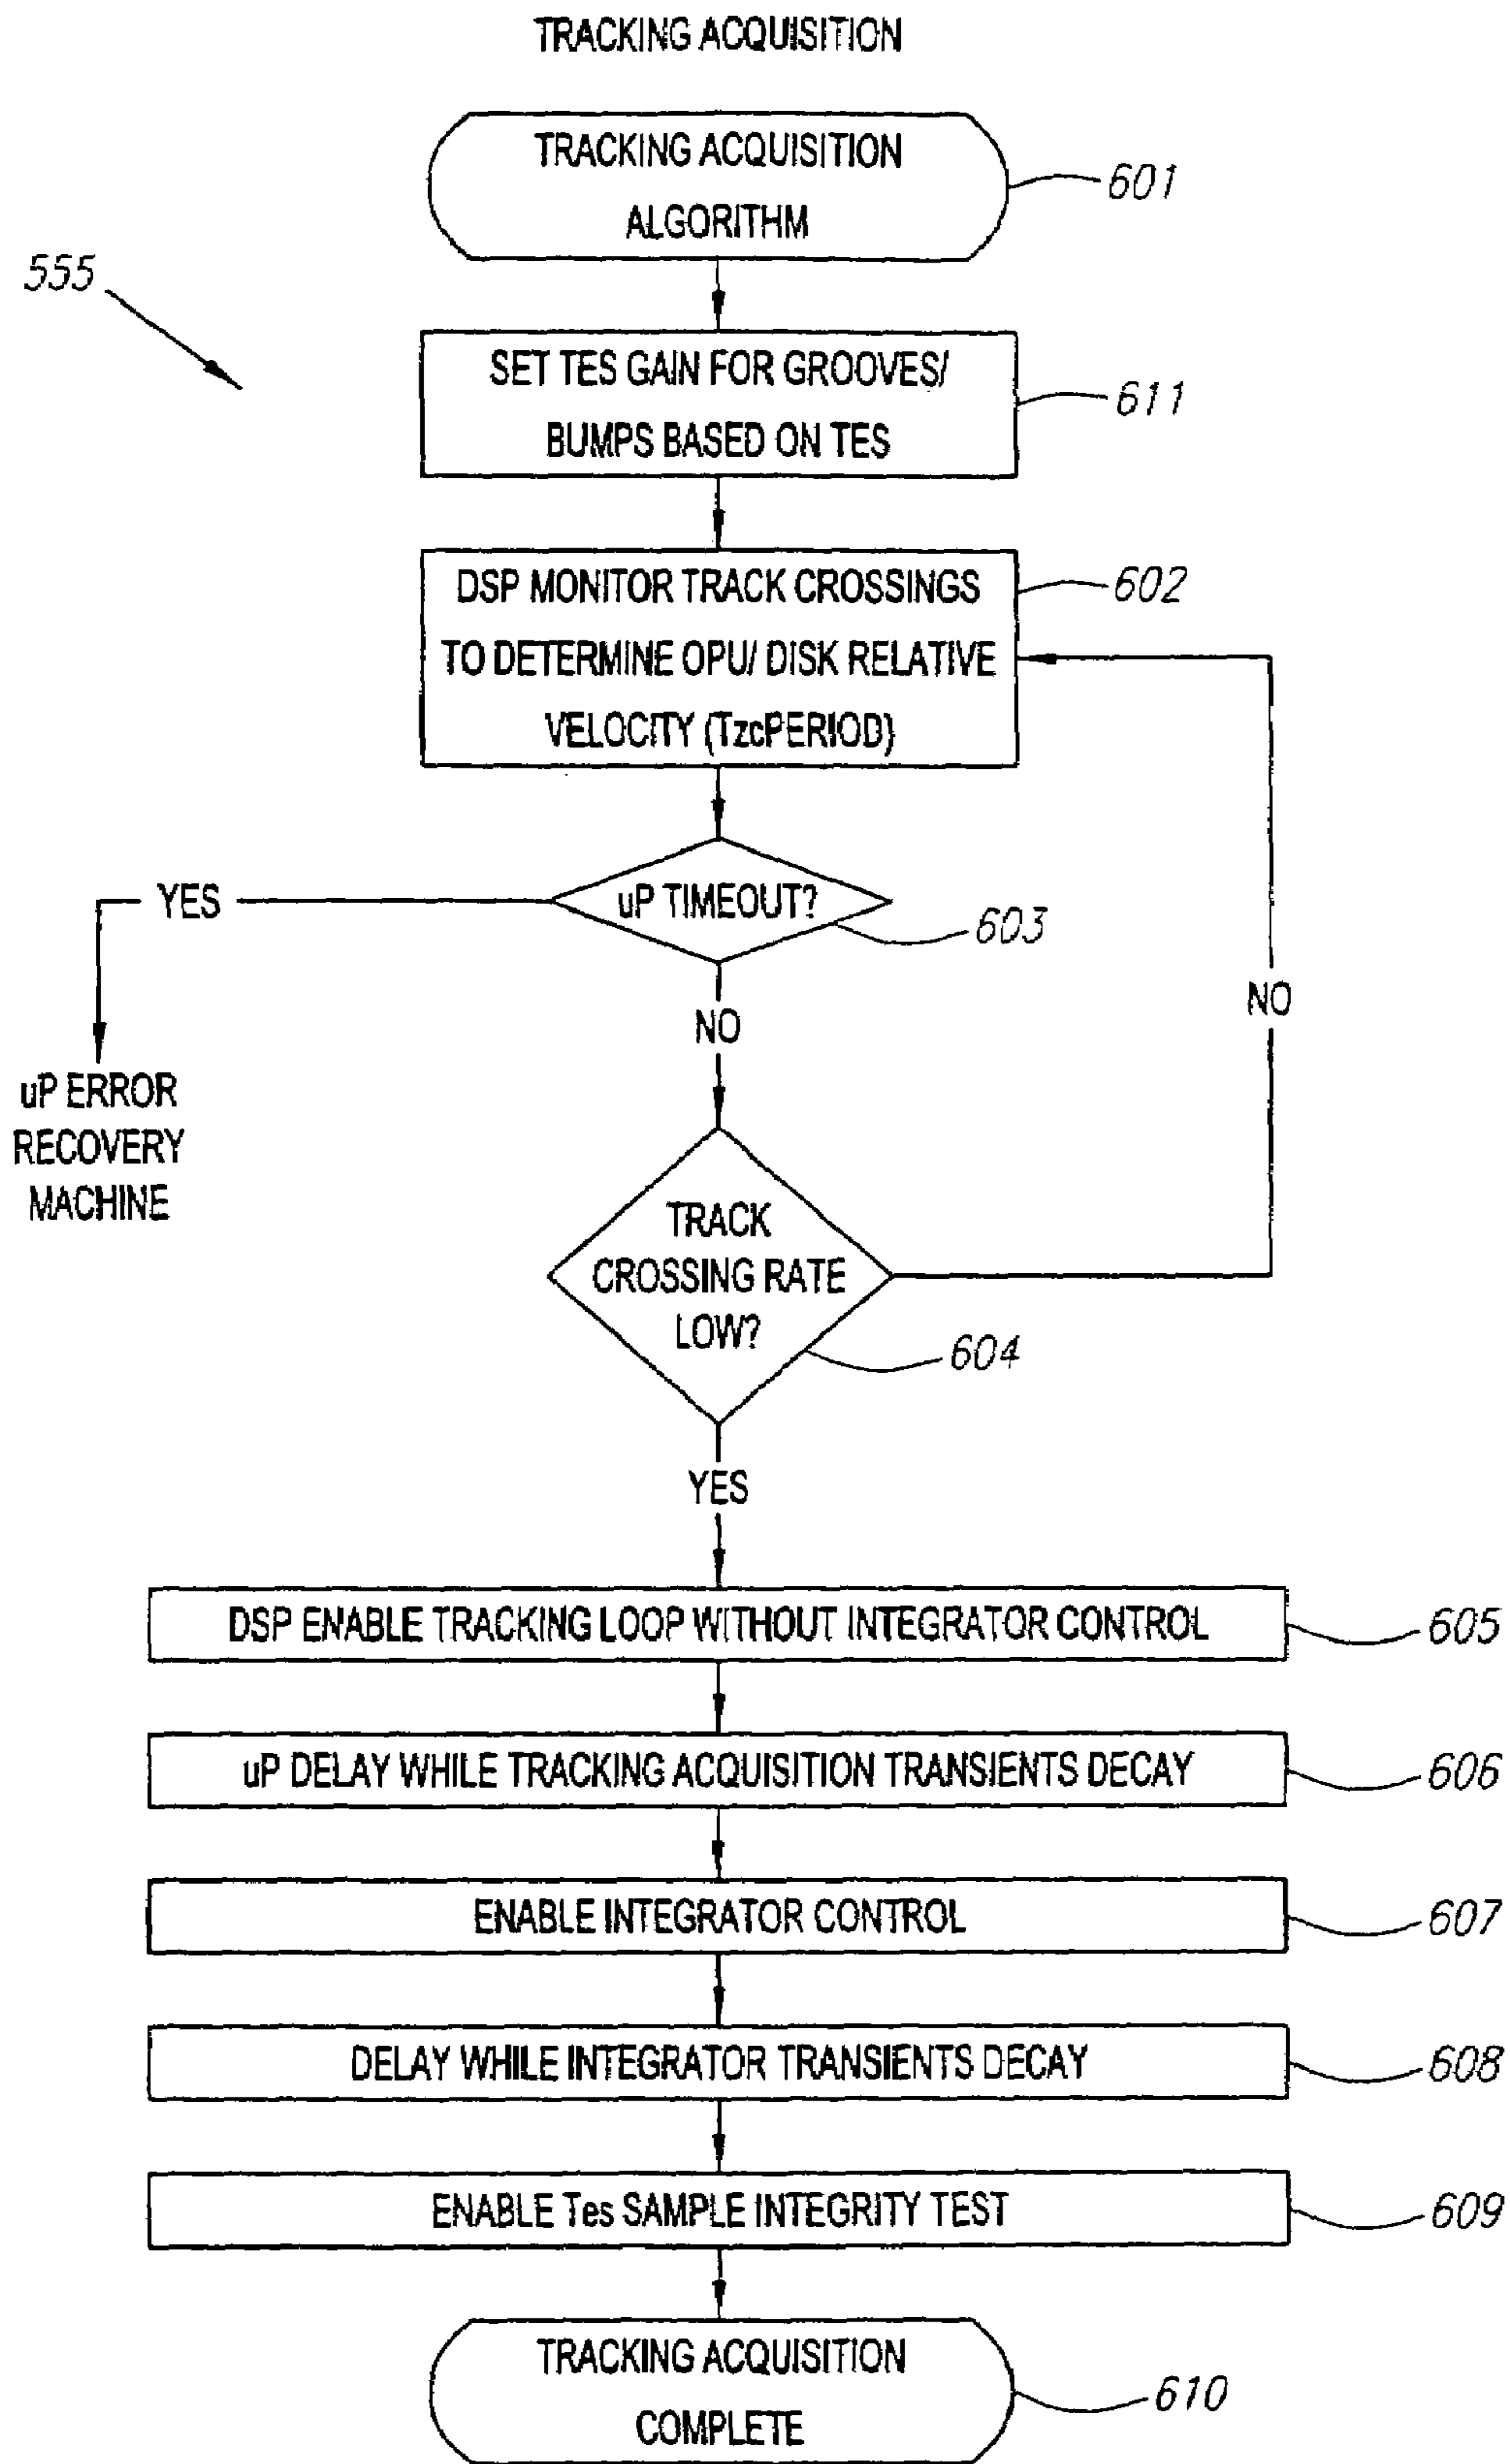 TRACKING ACQUISITION
TRACKING ACQUISITION
ALGORITHM
601
555
SET TES GAIN FOR GROOVES/
BUMPS BASED ON TES
611
DSP MONITOR TRACK CROSSINGS
TO DETERMINE OPU/ DISK RELATIVE
VELOCITY (TzcPERIOD)
602
uP TIMEOUT?
603
YES
uP ERROR
RECOVERY
MACHINE
NO
NO
TRACK
CROSSING RATE
LOW?
604
YES
DSP ENABLE TRACKING LOOP WITHOUT INTEGRATOR CONTROL
605
uP DELAY WHILE TRACKING ACQUISITION TRANSIENTS DECAY
606
ENABLE INTEGRATOR CONTROL
607
DELAY WHILE INTEGRATOR TRANSIENTS DECAY
608
ENABLE Tes SAMPLE INTEGRITY TEST
609
TRACKING ACQUISITION
COMPLETE
610